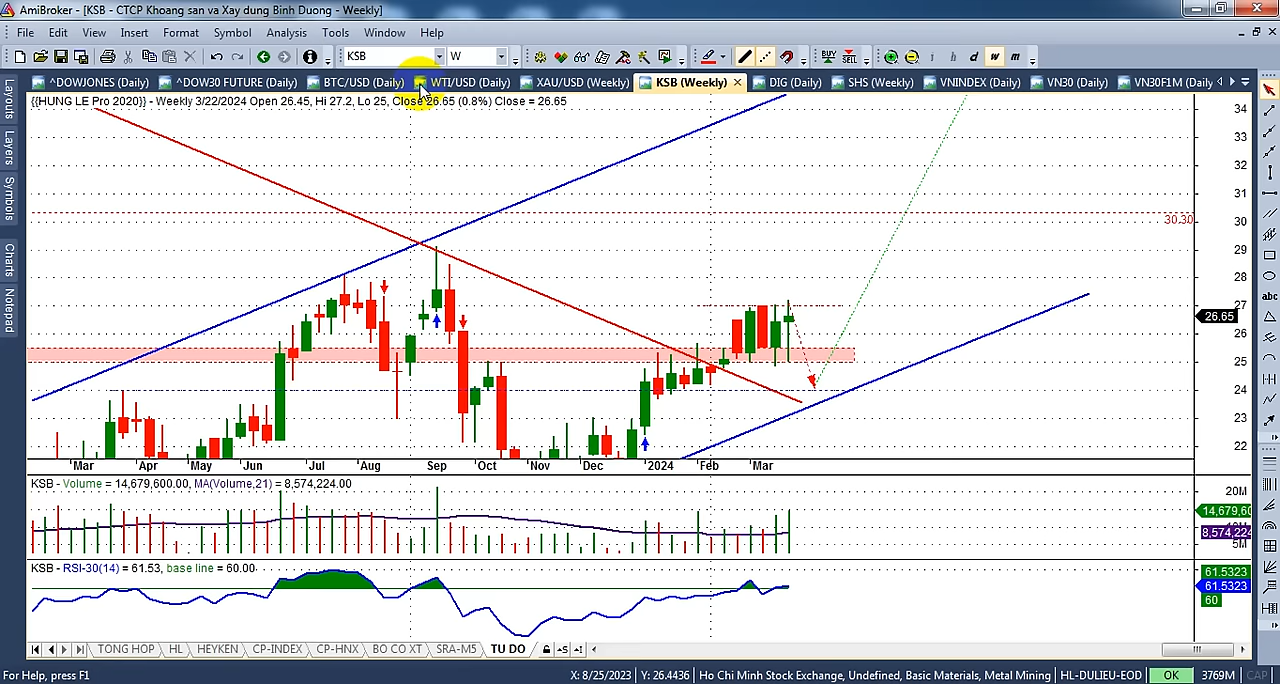 AmiBroker - [KSB - CTCP Khoang san va Xay dung Binh Duong - Weekly]
File Edit View Insert Format Symbol Analysis Tools Window Help
KSB W BUY SELL i h d w m
^DOWJONES (Daily) ^DOW30 FUTURE (Daily) BTC/USD (Daily) WTI/USD (Daily) XAU/USD (Weekly) KSB (Weekly) DIG (Daily) SHS (Weekly) VNINDEX (Daily) VN30 (Daily) VN30F1M (Daily)
Layouts
Layers
Symbols
Charts
Notepad
abc
{{HUNG LE Pro 2020}} - Weekly 3/22/2024 Open 26.45, Hi 27.2, Lo 25, Close 26.65 (0.8%) Close = 26.65
34
33
32
31
30.30
30
29
28
27
26.65
26
25
24
23
22
Mar Apr May Jun Jul Aug Sep Oct Nov Dec 2024 Feb Mar
KSB - Volume = 14,679,600.00, MA(Volume,21) = 8,574,224.00
20M
14,679,60
8,574,224
5M
KSB - RSI-30(14) = 61.53, base line = 60.00
61.5323
61.5323
60
TONG HOP HL HEYKEN CP-INDEX CP-HNX BO CO XT SRA-M5 TU DO
For Help, press F1 X: 8/25/2023 Y: 26.4436 Ho Chi Minh Stock Exchange, Undefined, Basic Materials, Metal Mining HL-DULIEU-EOD OK 3769M CAP